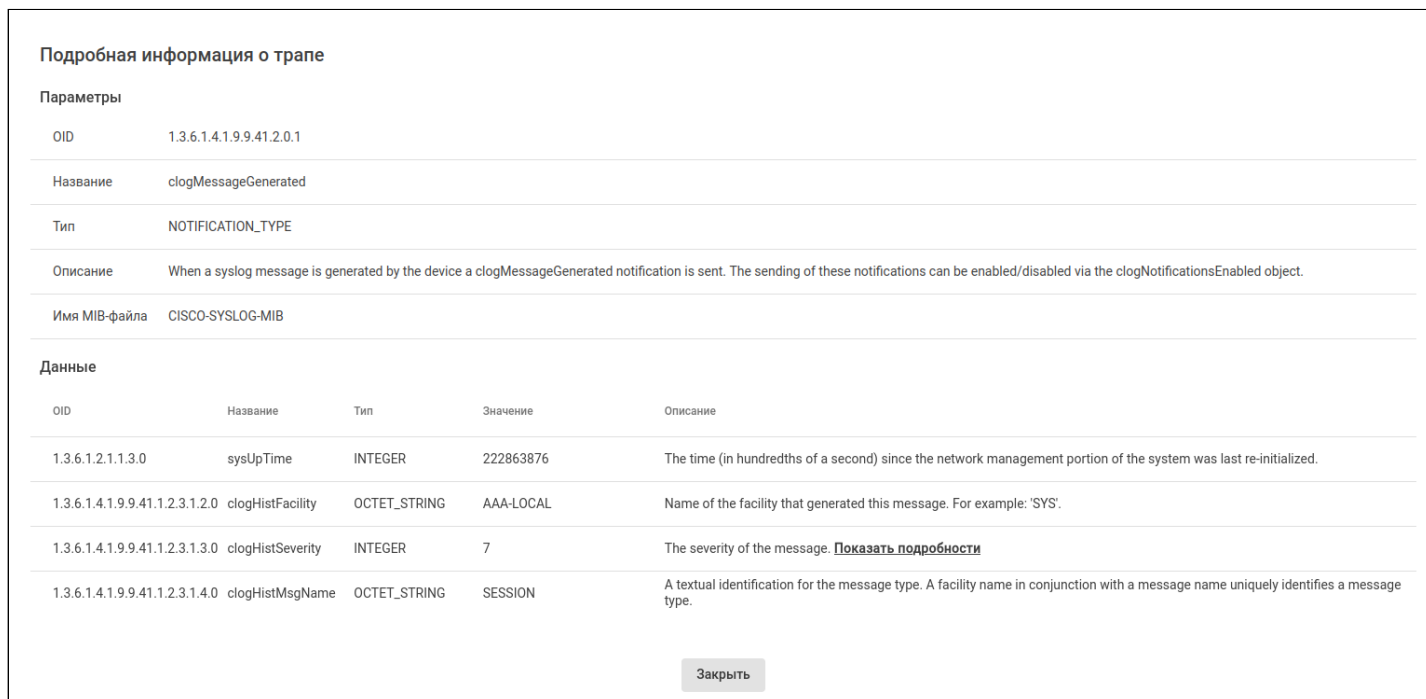 Подробная информация о трапе
Параметры
OID 1.3.6.1.4.1.9.9.41.2.0.1
Название clogMessageGenerated
Тип NOTIFICATION_TYPE
Описание When a syslog message is generated by the device a clogMessageGenerated notification is sent. The sending of these notifications can be enabled/disabled via the clogNotificationsEnabled object.
Имя MIB-файла CISCO-SYSLOG-MIB
Данные
OID Название Тип Значение Описание
1.3.6.1.2.1.1.3.0 sysUpTime INTEGER 222863876 The time (in hundredths of a second) since the network management portion of the system was last re-initialized.
1.3.6.1.4.1.9.9.41.1.2.3.1.2.0 clogHistFacility OCTET_STRING AAA-LOCAL Name of the facility that generated this message. For example: 'SYS'.
1.3.6.1.4.1.9.9.41.1.2.3.1.3.0 clogHistSeverity INTEGER 7 The severity of the message. Показать подробности
1.3.6.1.4.1.9.9.41.1.2.3.1.4.0 clogHistMsgName OCTET_STRING SESSION A textual identification for the message type. A facility name in conjunction with a message name uniquely identifies a message
type.
Закрыть